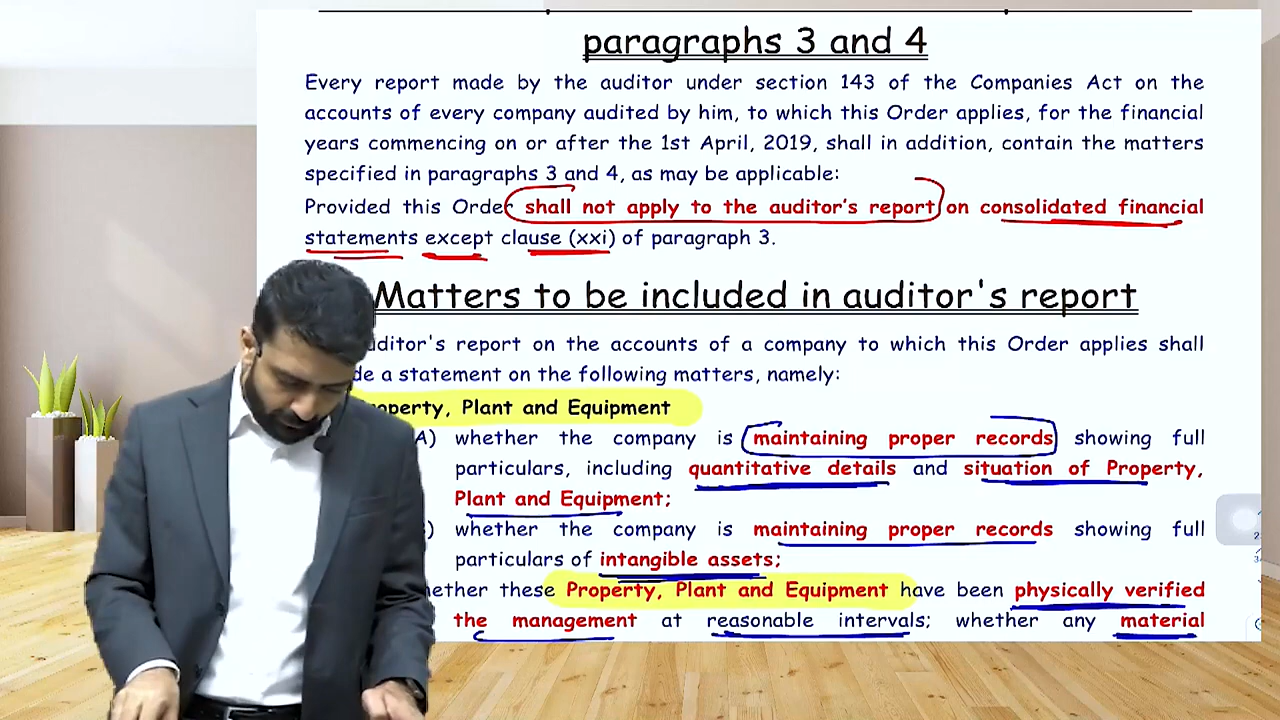 paragraphs 3 and 4
Every report made by the auditor under section 143 of the Companies Act on the
accounts of every company audited by him, to which this Order applies, for the financial
years commencing on or after the 1st April, 2019, shall in addition, contain the matters
specified in paragraphs 3 and 4, as may be applicable:
Provided this Order shall not apply to the auditor's report on consolidated financial
statements except clause (xxi) of paragraph 3.
Matters to be included in auditor's report
report on the accounts of a company to which this Order applies shall
a statement on the following matters, namely:
Plant and Equipment
A) whether the company is maintaining proper records showing full
particulars, including quantitative details and situation of Property,
Plant and Equipment;
whether the company is maintaining proper records showing full
particulars of intangible assets;
these Property, Plant and Equipment have been physically verified
the management at reasonable intervals; whether any material